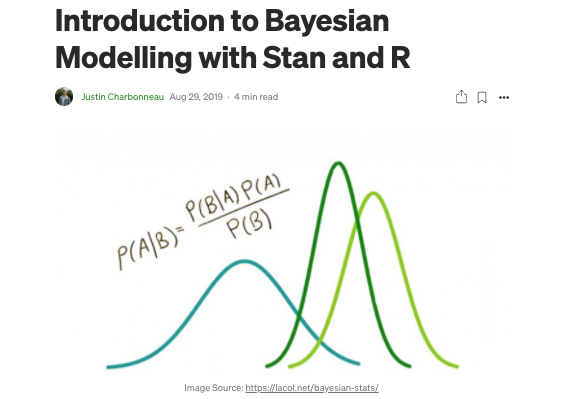 Introduction to Bayesian
Modelling with Stan and R
Justin Charbonneau Aug 29, 2019 · 4 min read
P(A|B)= P(B|A) P(A)
P(B)
Image Source: https://lacol.net/bayesian-stats/